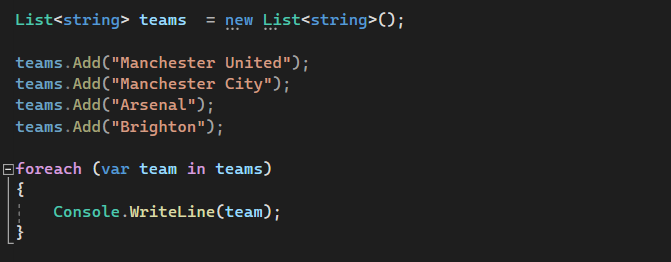 List<string> teams  = new List<string>();
teams.Add("Manchester United");
teams.Add("Manchester City");
teams.Add("Arsenal");
teams.Add("Brighton");
foreach (var team in teams)
{
    Console.WriteLine(team);
}